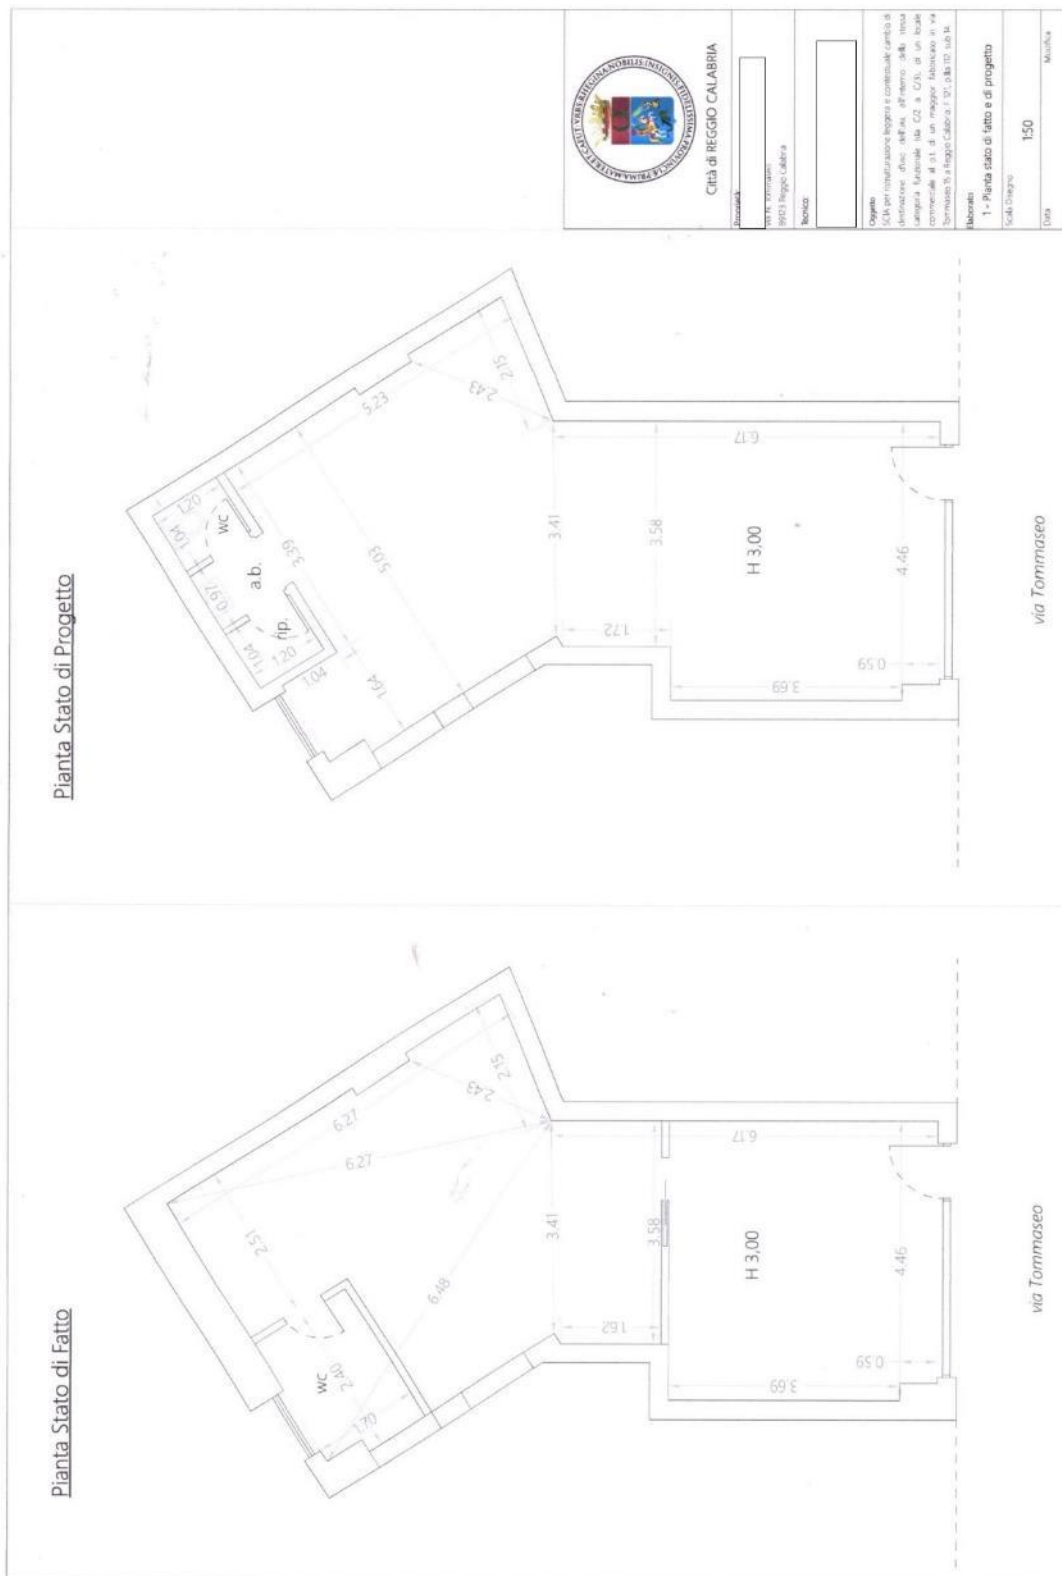 Pianta Stato di Fatto
wc
2.40
1.70
2.51
6.27
6.27
6.48
2.43
2.15
3.41
1.62
3.58
6.17
H 3,00
3.69
4.46
0.59
via Tommaseo
Pianta Stato di Progetto
1.04
1.20
wc
0.97
a.b.
1.04
rip.
1.20
1.04
3.39
1.64
5.03
5.23
2.43
2.15
3.41
1.72
3.58
6.17
H 3,00
3.69
4.46
0.59
via Tommaseo
Città di REGGIO CALABRIA
Proprietà:
89123 Reggio Calabria
Tecnico:
Oggetto
SCIA per ristrutturazione leggera e contestuale cambio di
destinazione d'uso dell'u.i. all'interno della stessa
categoria funzionale (da C/2 a C/3), di un locale
commerciale al p.t. di un maggior fabbricato in via
Tommaseo 15 a Reggio Calabria,
Elaborato
1 - Pianta stato di fatto e di progetto
Scala Disegno
1:50
Data
Modifica